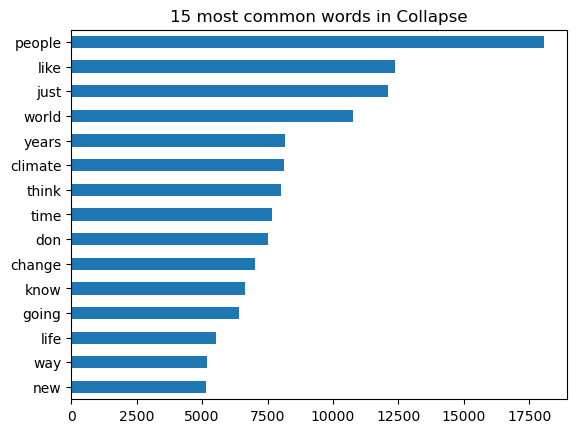 15 most common words in Collapse
people
like
just
world
years
climate
think
time
don
change
know
going
life
way
new
0 2500 5000 7500 10000 12500 15000 17500